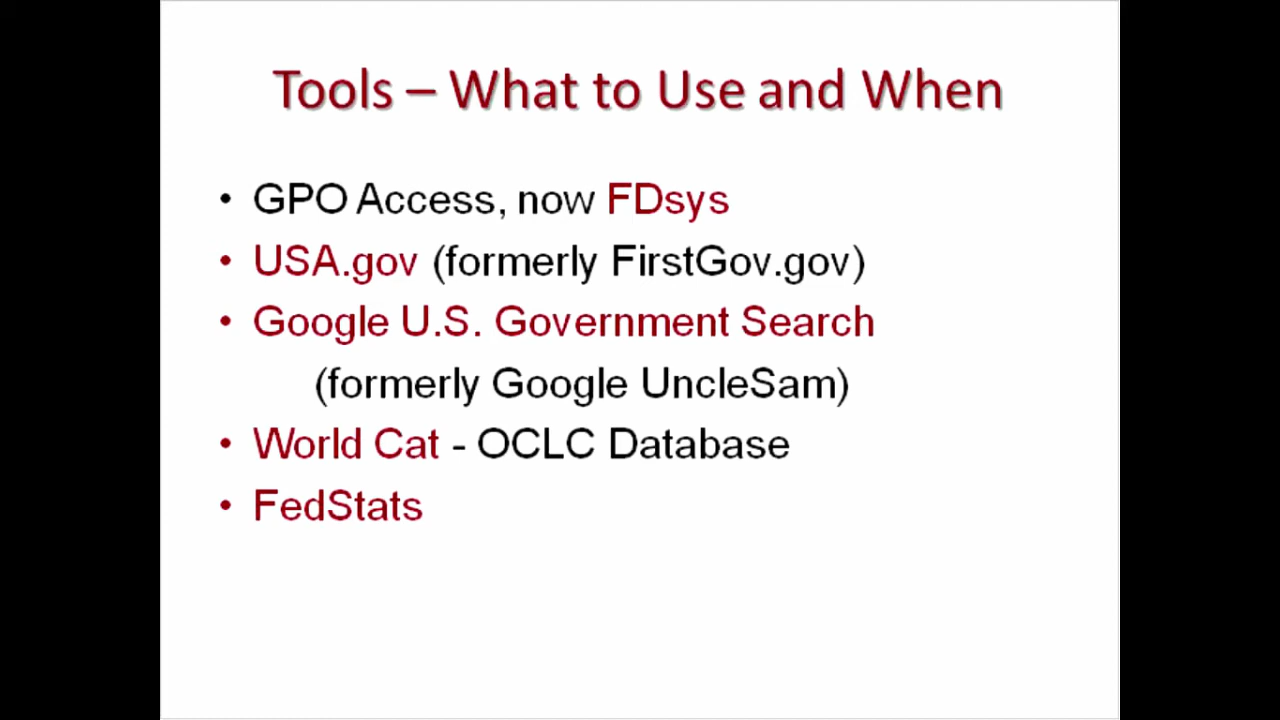 Tools – What to Use and When
• GPO Access, now FDsys
• USA.gov (formerly FirstGov.gov)
• Google U.S. Government Search
(formerly Google UncleSam)
• World Cat - OCLC Database
• FedStats